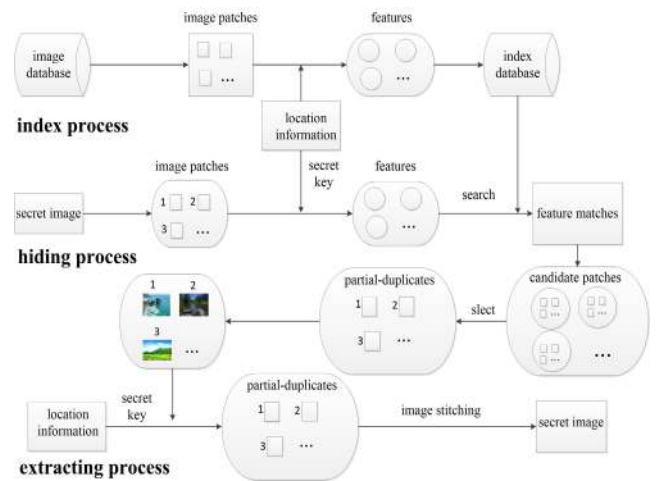 image patches
features
image
database
...
...
index
database
index process
location
information
image patches
secret
key
features
search
secret image
1
2
3
...
...
feature matches
hiding process
candidate patches
partial-duplicates
1
2
3
...
1
2
3
...
slect
...
...
...
...
partial-duplicates
location
information
secret
key
1
2
3
...
image stitching
secret image
extracting process